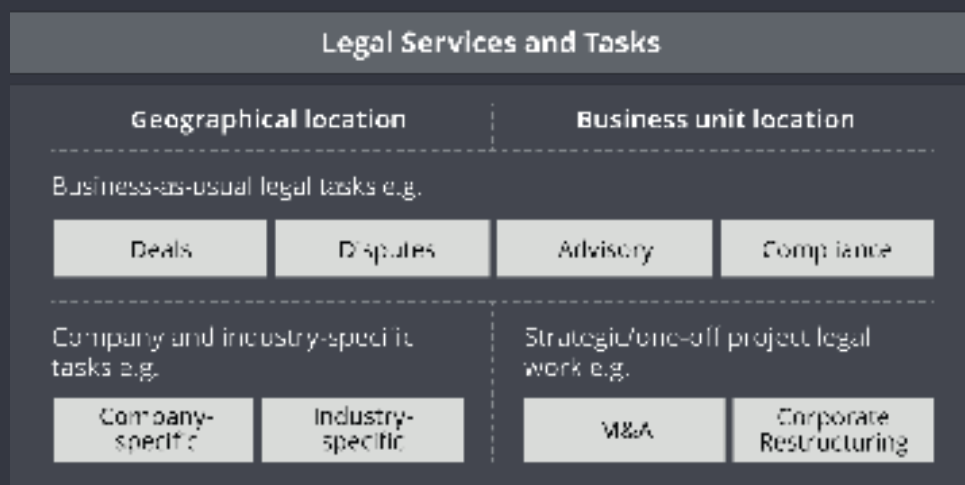 Legal Services and Tasks
Geographical location
Business unit location
Business-as-usual legal tasks e.g.
Deals
Disputes
Advisory
Compliance
Company and industry-specific
tasks e.g.
Company-
specific
Industry-
specific
Strategic/one-off project legal
work e.g.
M&A
Corporate
Restructuring